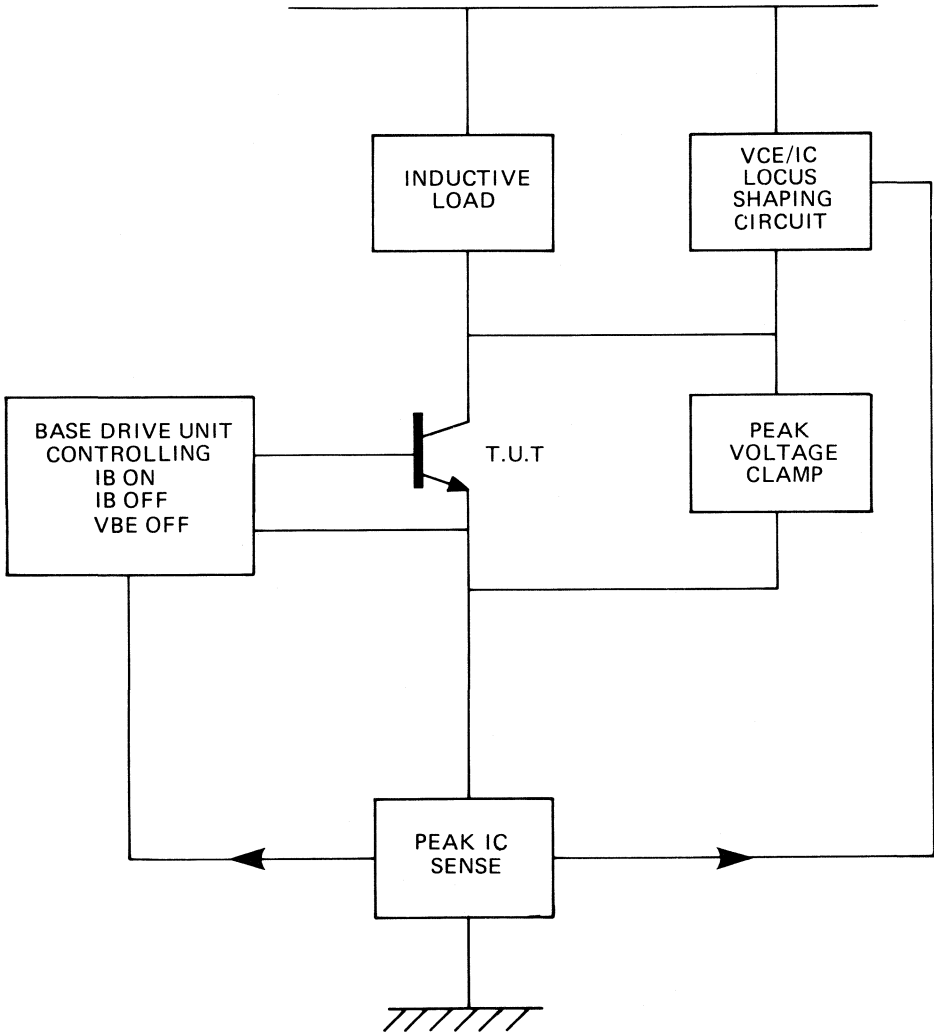 INDUCTIVE
LOAD
VCE/IC
LOCUS
SHAPING
CIRCUIT
BASE DRIVE UNIT
CONTROLLING
IB ON
IB OFF
VBE OFF
T.U.T
PEAK
VOLTAGE
CLAMP
PEAK IC
SENSE